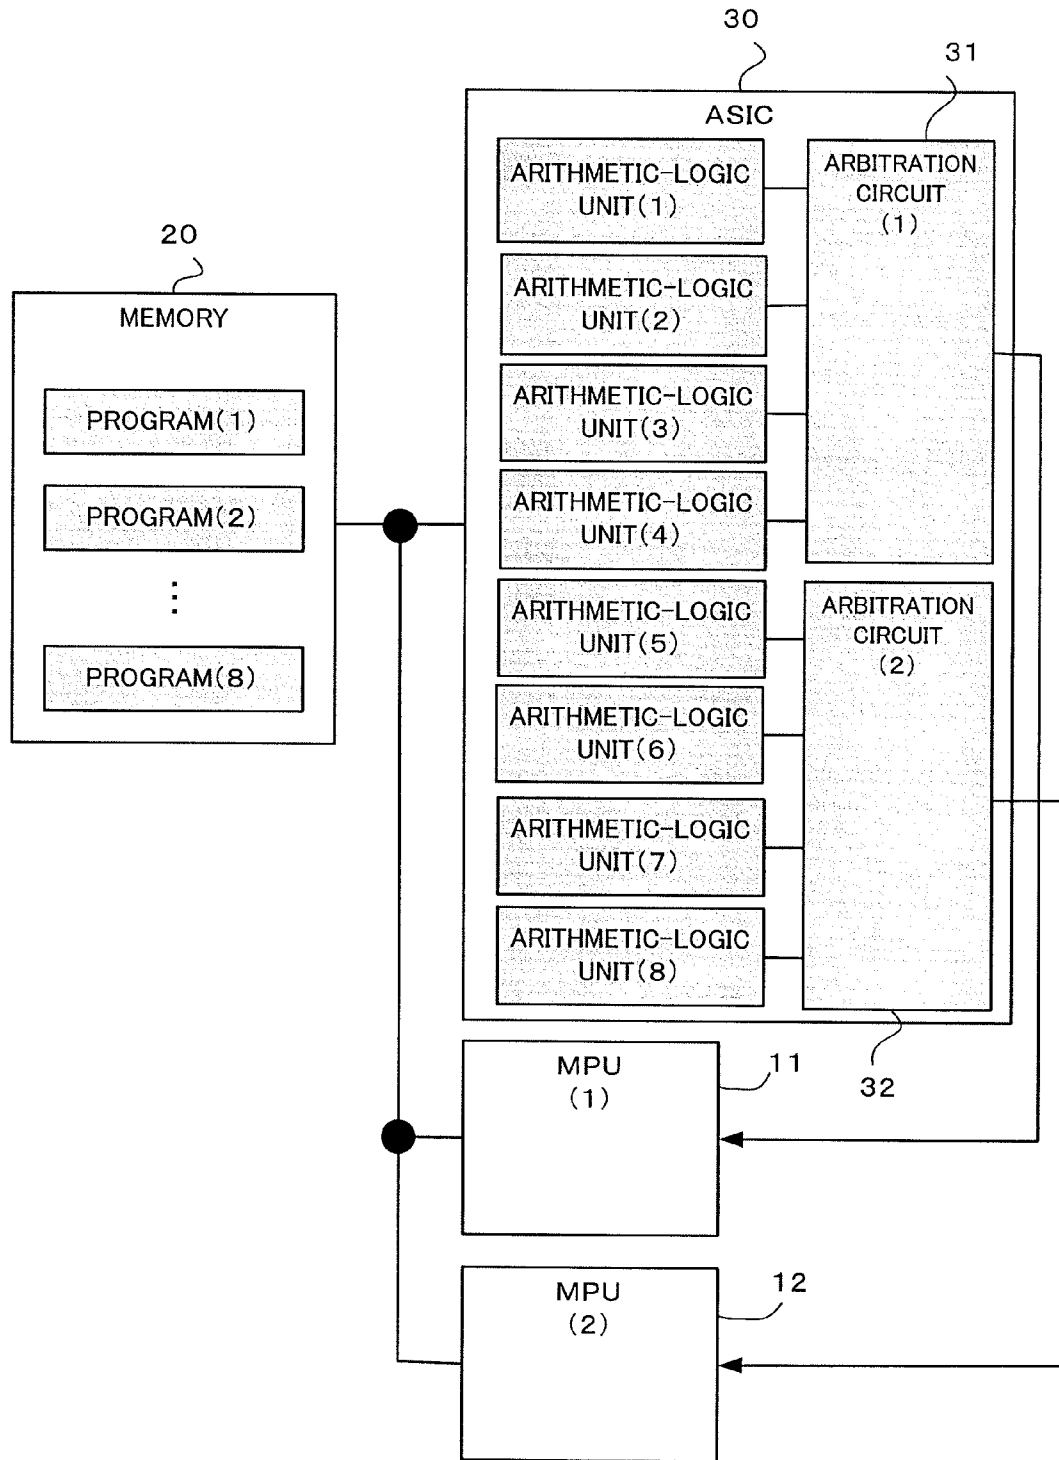 30
31
ASIC
ARITHMETIC-LOGIC
UNIT(1)
ARBITRATION
CIRCUIT
(1)
20
MEMORY
ARITHMETIC-LOGIC
UNIT(2)
PROGRAM(1)
ARITHMETIC-LOGIC
UNIT(3)
PROGRAM(2)
ARITHMETIC-LOGIC
UNIT(4)
⋮
PROGRAM(8)
ARITHMETIC-LOGIC
UNIT(5)
ARBITRATION
CIRCUIT
(2)
ARITHMETIC-LOGIC
UNIT(6)
ARITHMETIC-LOGIC
UNIT(7)
ARITHMETIC-LOGIC
UNIT(8)
32
MPU
(1)
11
MPU
(2)
12